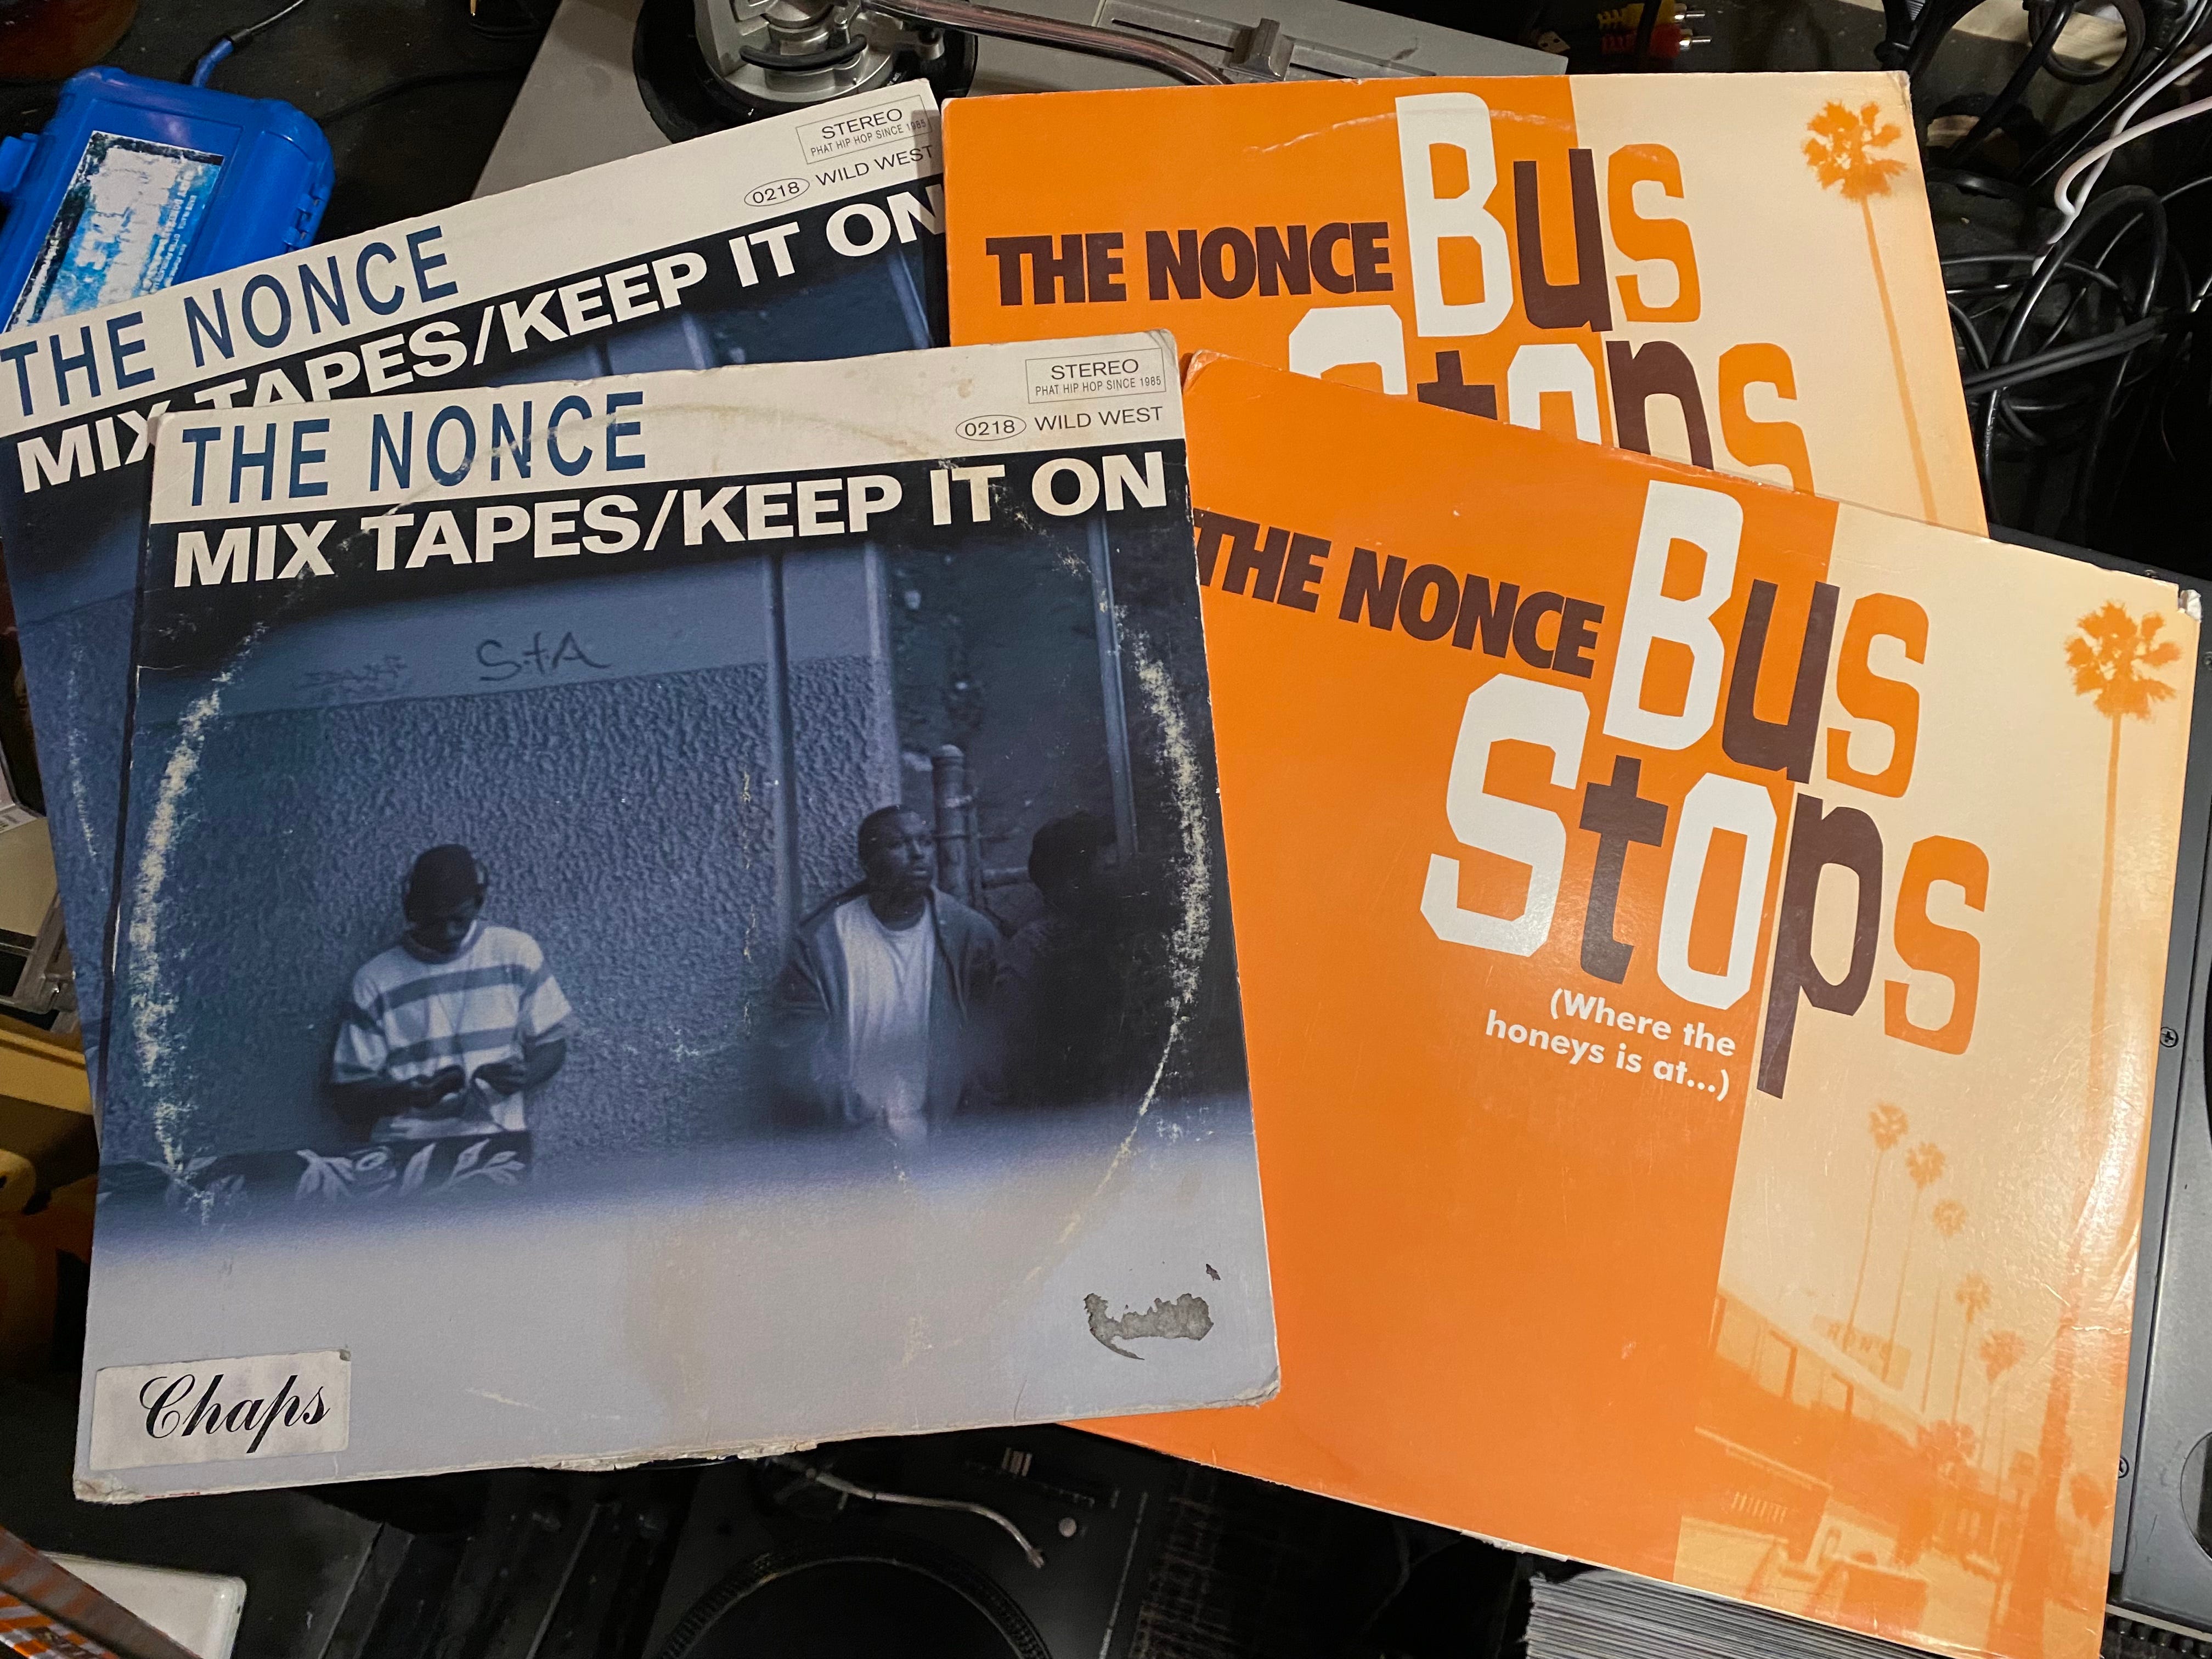 STEREO
PHAT HIP HOP SINCE 1985
0218 WILD WEST
THE NONCE
MIX TAPES/KEEP IT ON
STEREO
PHAT HIP HOP SINCE 1985
0218 WILD WEST
THE NONCE
MIX TAPES/KEEP IT ON
S.t.A
Chaps
THE NONCE
Bus
Stops
THE NONCE
Bus
Stops
(Where the
honeys is at...)